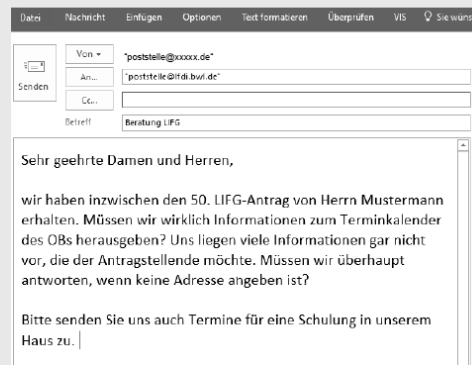 Datei Nachricht Einfügen Optionen Text formatieren Überprüfen VIS Sie wüns
Von "poststelle@xxxxx.de"
An... "poststelle@lfdi.bwl.de"
Senden
Cc...
Betreff Beratung LIFG
Sehr geehrte Damen und Herren,
wir haben inzwischen den 50. LIFG-Antrag von Herrn Mustermann
erhalten. Müssen wir wirklich Informationen zum Terminkalender
des OBs herausgeben? Uns liegen viele Informationen gar nicht
vor, die der Antragstellende möchte. Müssen wir überhaupt
antworten, wenn keine Adresse angeben ist?
Bitte senden Sie uns auch Termine für eine Schulung in unserem
Haus zu.